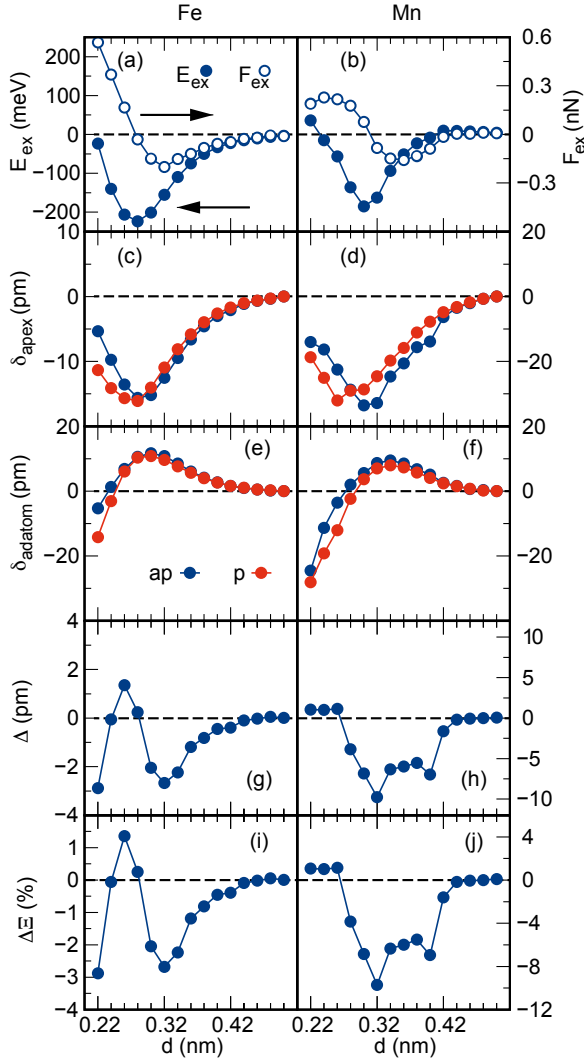 Fe Mn
(a) E_ex F_ex (b)
200
100
0
−100
−200
E_ex (meV)
0.6
0.3
0
−0.3
F_ex (nN)
(c) (d)
10
0
−10
δ_apex (pm)
20
0
−20
(e) (f)
20
0
−20
δ_adatom (pm)
ap p
(g) (h)
4
2
0
−2
−4
Δ (pm)
10
5
0
−5
−10
(i) (j)
1
0
−1
−2
−3
−4
ΔΞ (%)
4
0
−4
−8
−12
0.22 0.32 0.42 0.22 0.32 0.42
d (nm) d (nm)